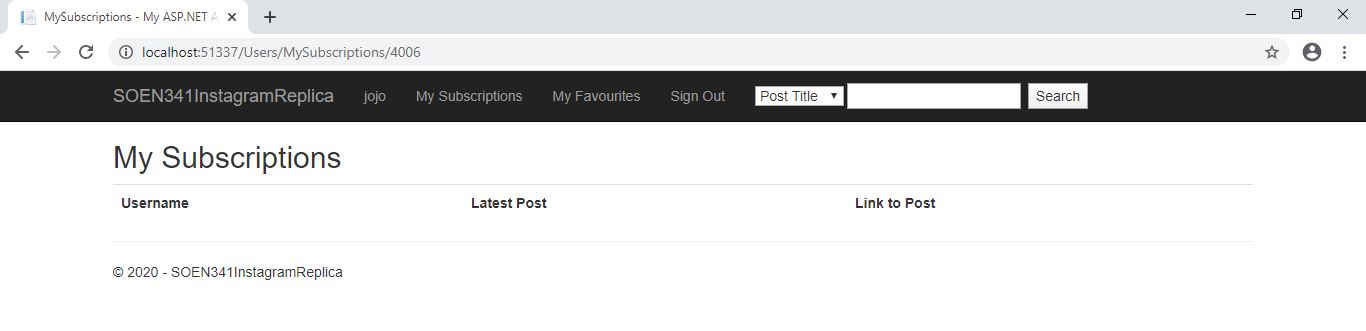 MySubscriptions - My ASP.NET A
localhost:51337/Users/MySubscriptions/4006
SOEN341InstagramReplica jojo My Subscriptions My Favourites Sign Out Post Title Search
My Subscriptions
Username Latest Post Link to Post
© 2020 - SOEN341InstagramReplica